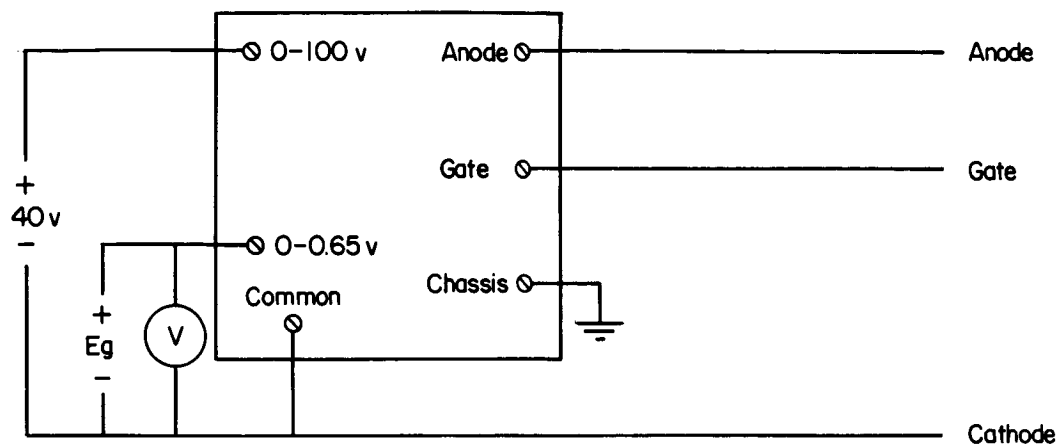 0-100 v
Anode
Anode
Gate
Gate
+
40 v
-
0-0.65 v
Chassis
Common
+
Eg
-
V
Cathode